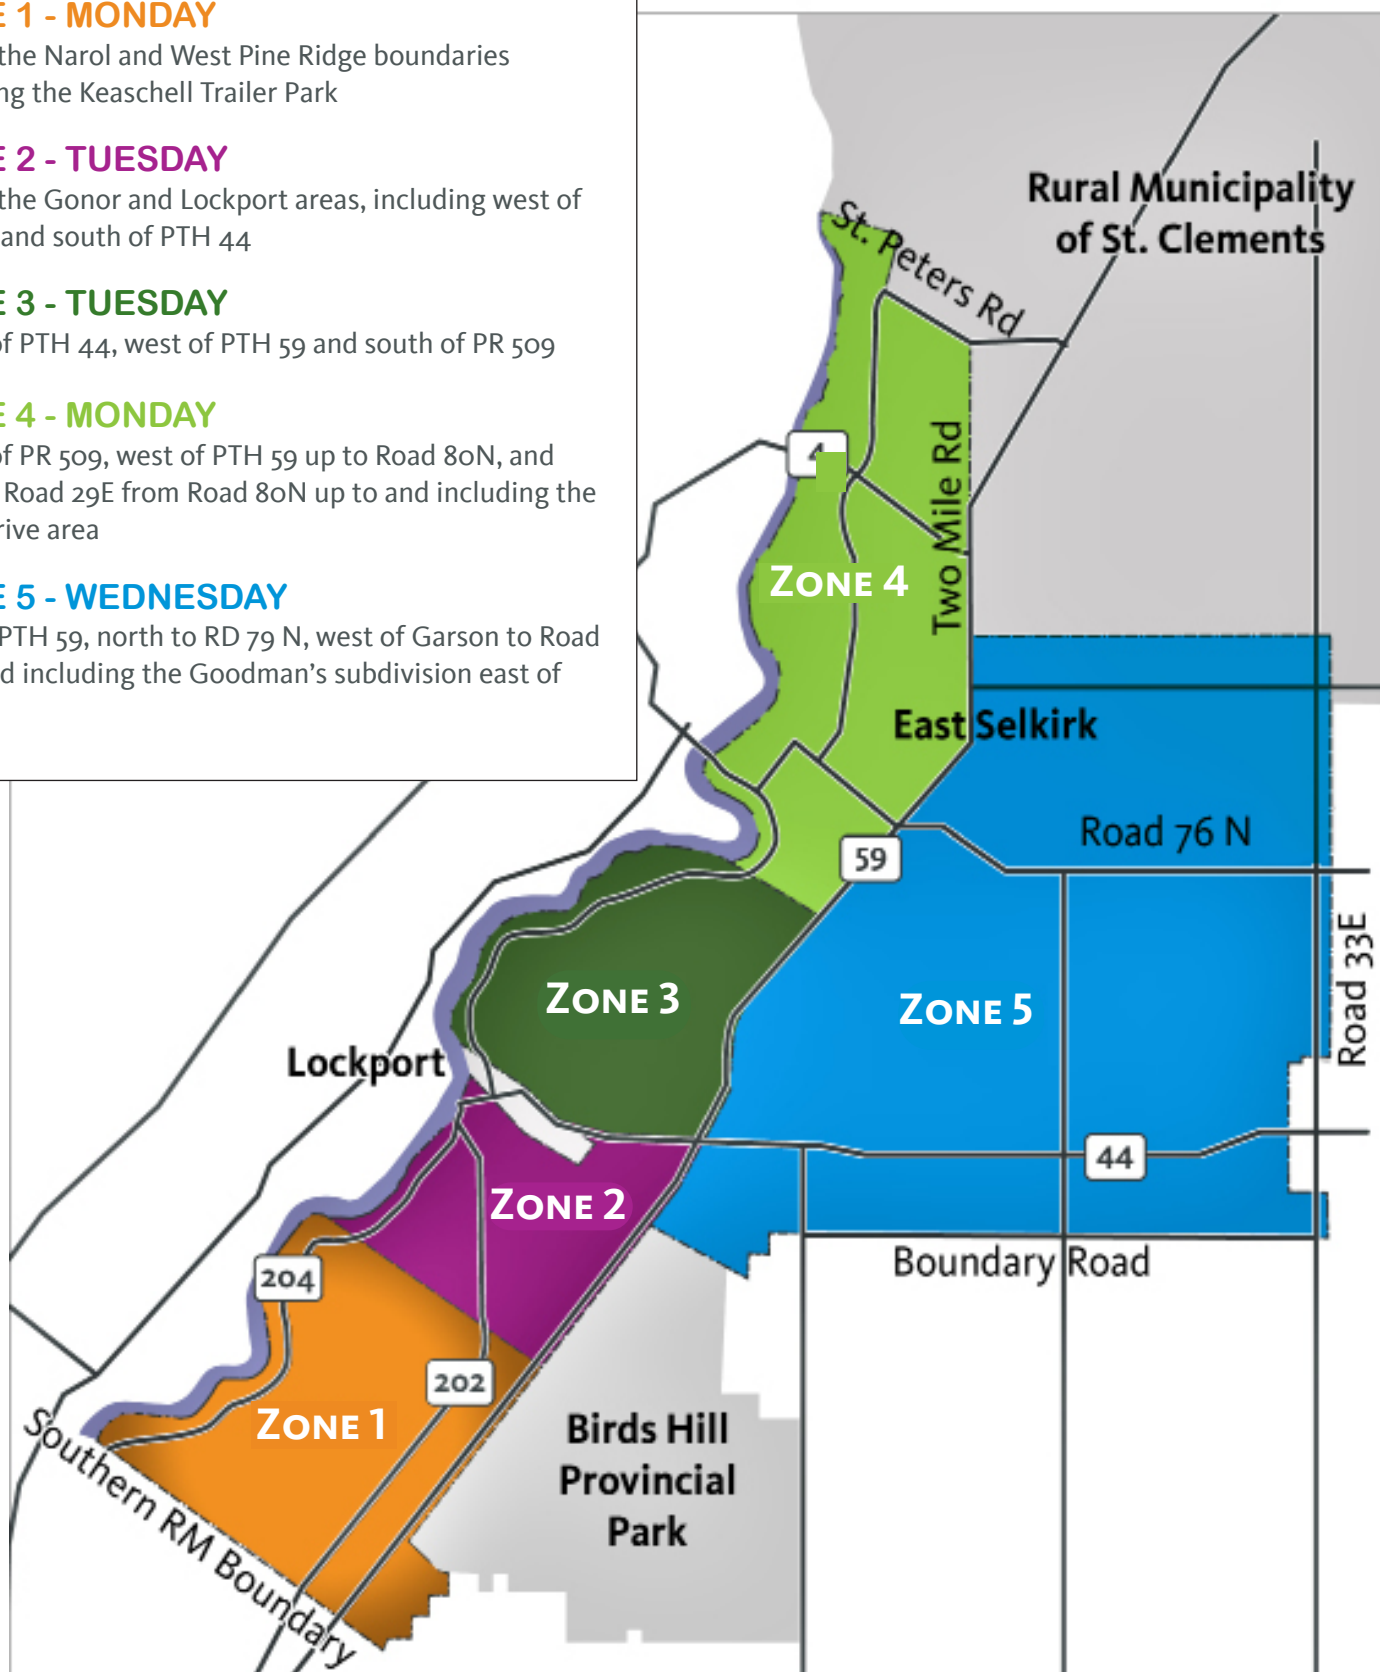 E 1 - MONDAY
the Narol and West Pine Ridge boundaries
ng the Keaschell Trailer Park
E 2 - TUESDAY
the Gonor and Lockport areas, including west of
and south of PTH 44
E 3 - TUESDAY
of PTH 44, west of PTH 59 and south of PR 509
E 4 - MONDAY
of PR 509, west of PTH 59 up to Road 80N, and
Road 29E from Road 80N up to and including the
rive area
E 5 - WEDNESDAY
PTH 59, north to RD 79 N, west of Garson to Road
d including the Goodman's subdivision east of
Rural Municipality
of St. Clements
St. Peters Rd
4
Two Mile Rd
ZONE 4
East Selkirk
Road 76 N
59
Road 33E
ZONE 3
ZONE 5
Lockport
44
ZONE 2
Boundary Road
204
202
ZONE 1
Birds Hill
Provincial
Park
Southern RM Boundary